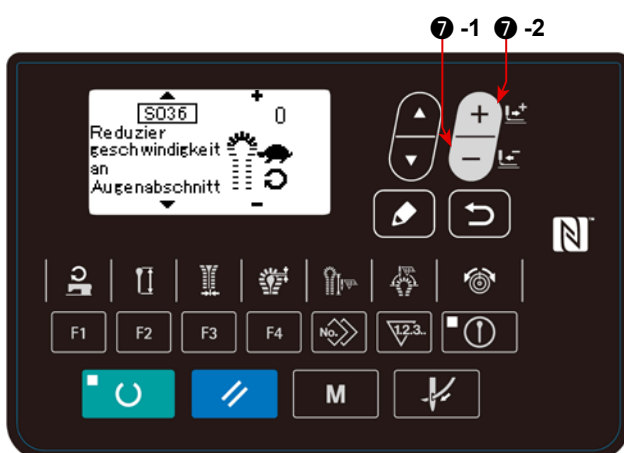 ❼ -1 ❼ -2
+
S036
0
Reduzier
geschwindigkeit
an
Augenabschnitt
-
+
+
-
-
N
F1 F2 F3 F4 No. 1.2.3..
M